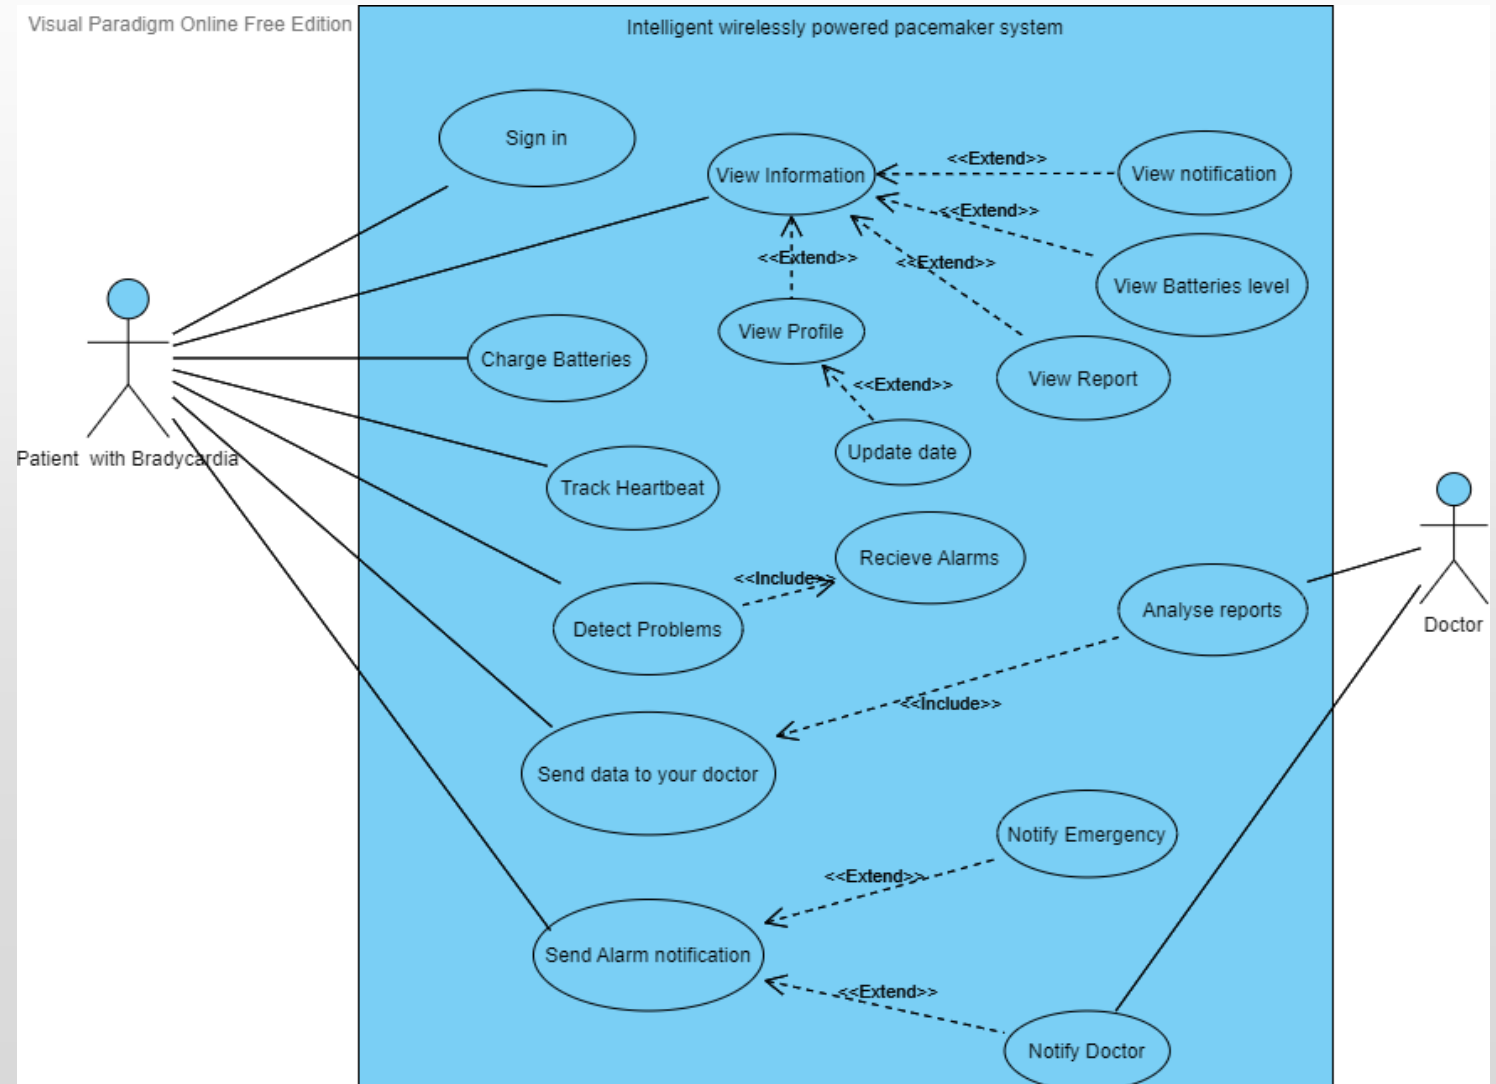 Visual Paradigm Online Free Edition
Intelligent wirelessly powered pacemaker system
Sign in
View Information
<<Extend>>
View notification
<<Extend>>
<<Extend>>
<<Extend>>
View Batteries level
View Profile
Charge Batteries
View Report
<<Extend>>
Update date
Patient with Bradycardia
Track Heartbeat
Recieve Alarms
<<Include>>
Analyse reports
Doctor
Detect Problems
<<Include>>
Send data to your doctor
Notify Emergency
<<Extend>>
Send Alarm notification
<<Extend>>
Notify Doctor